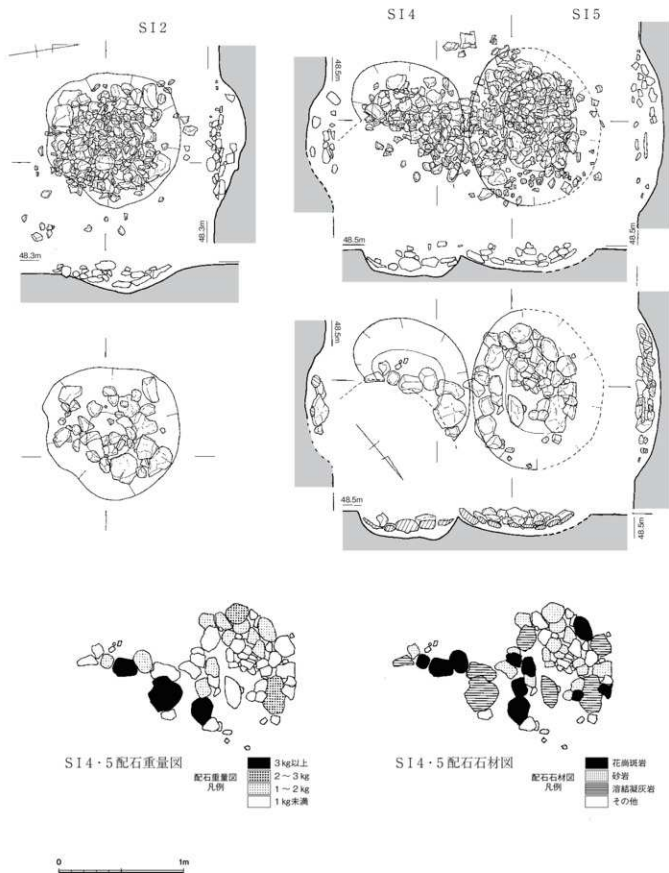 SI2
SI4
SI5
48.5m
48.3m
48.5m
48.3m
48.5m
48.5m
48.5m
48.5m
48.5m
SI4・5配石重量図
配石重量図
凡例
3kg以上
2～3kg
1～2kg
1kg未満
SI4・5配石石材図
配石石材図
凡例
花崗斑岩
砂岩
溶結凝灰岩
その他
0
1m